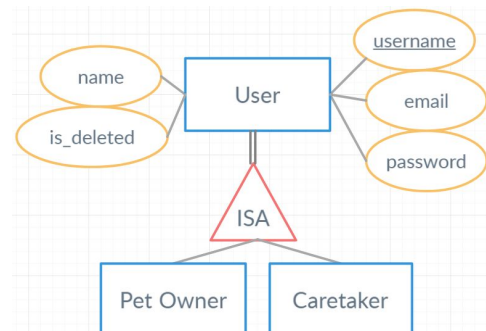 username
name
User
email
is_deleted
password
ISA
Pet Owner
Caretaker